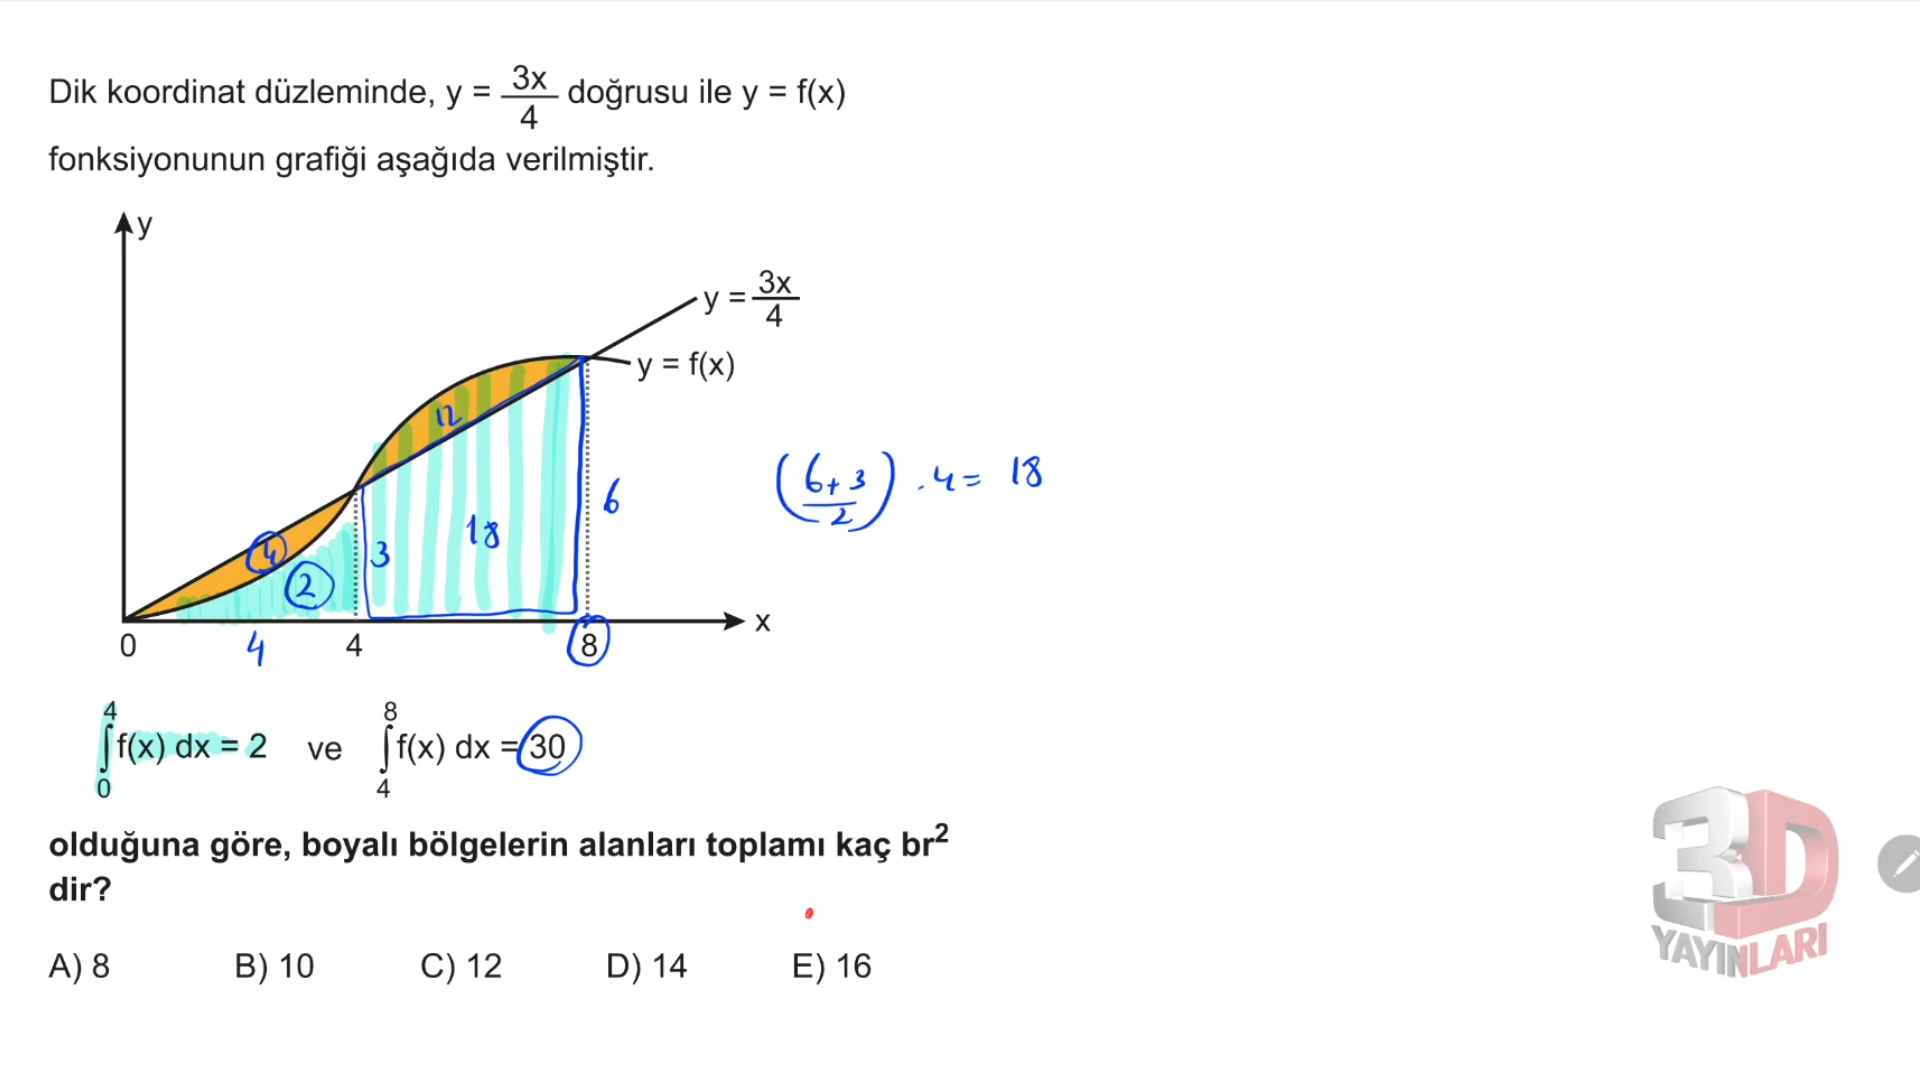 Dik koordinat düzleminde, y = 3x/4 doğrusu ile y = f(x)
fonksiyonunun grafiği aşağıda verilmiştir.
y
y = 3x/4
y = f(x)
12
6
(6+3/2) .4= 18
18
3
4
2
x
0
4
4
8
∫₀⁴ f(x) dx = 2 ve ∫₄⁸ f(x) dx = 30
olduğuna göre, boyalı bölgelerin alanları toplamı kaç br²
dir?
A) 8 B) 10 C) 12 D) 14 E) 16
3D
YAYINLARI